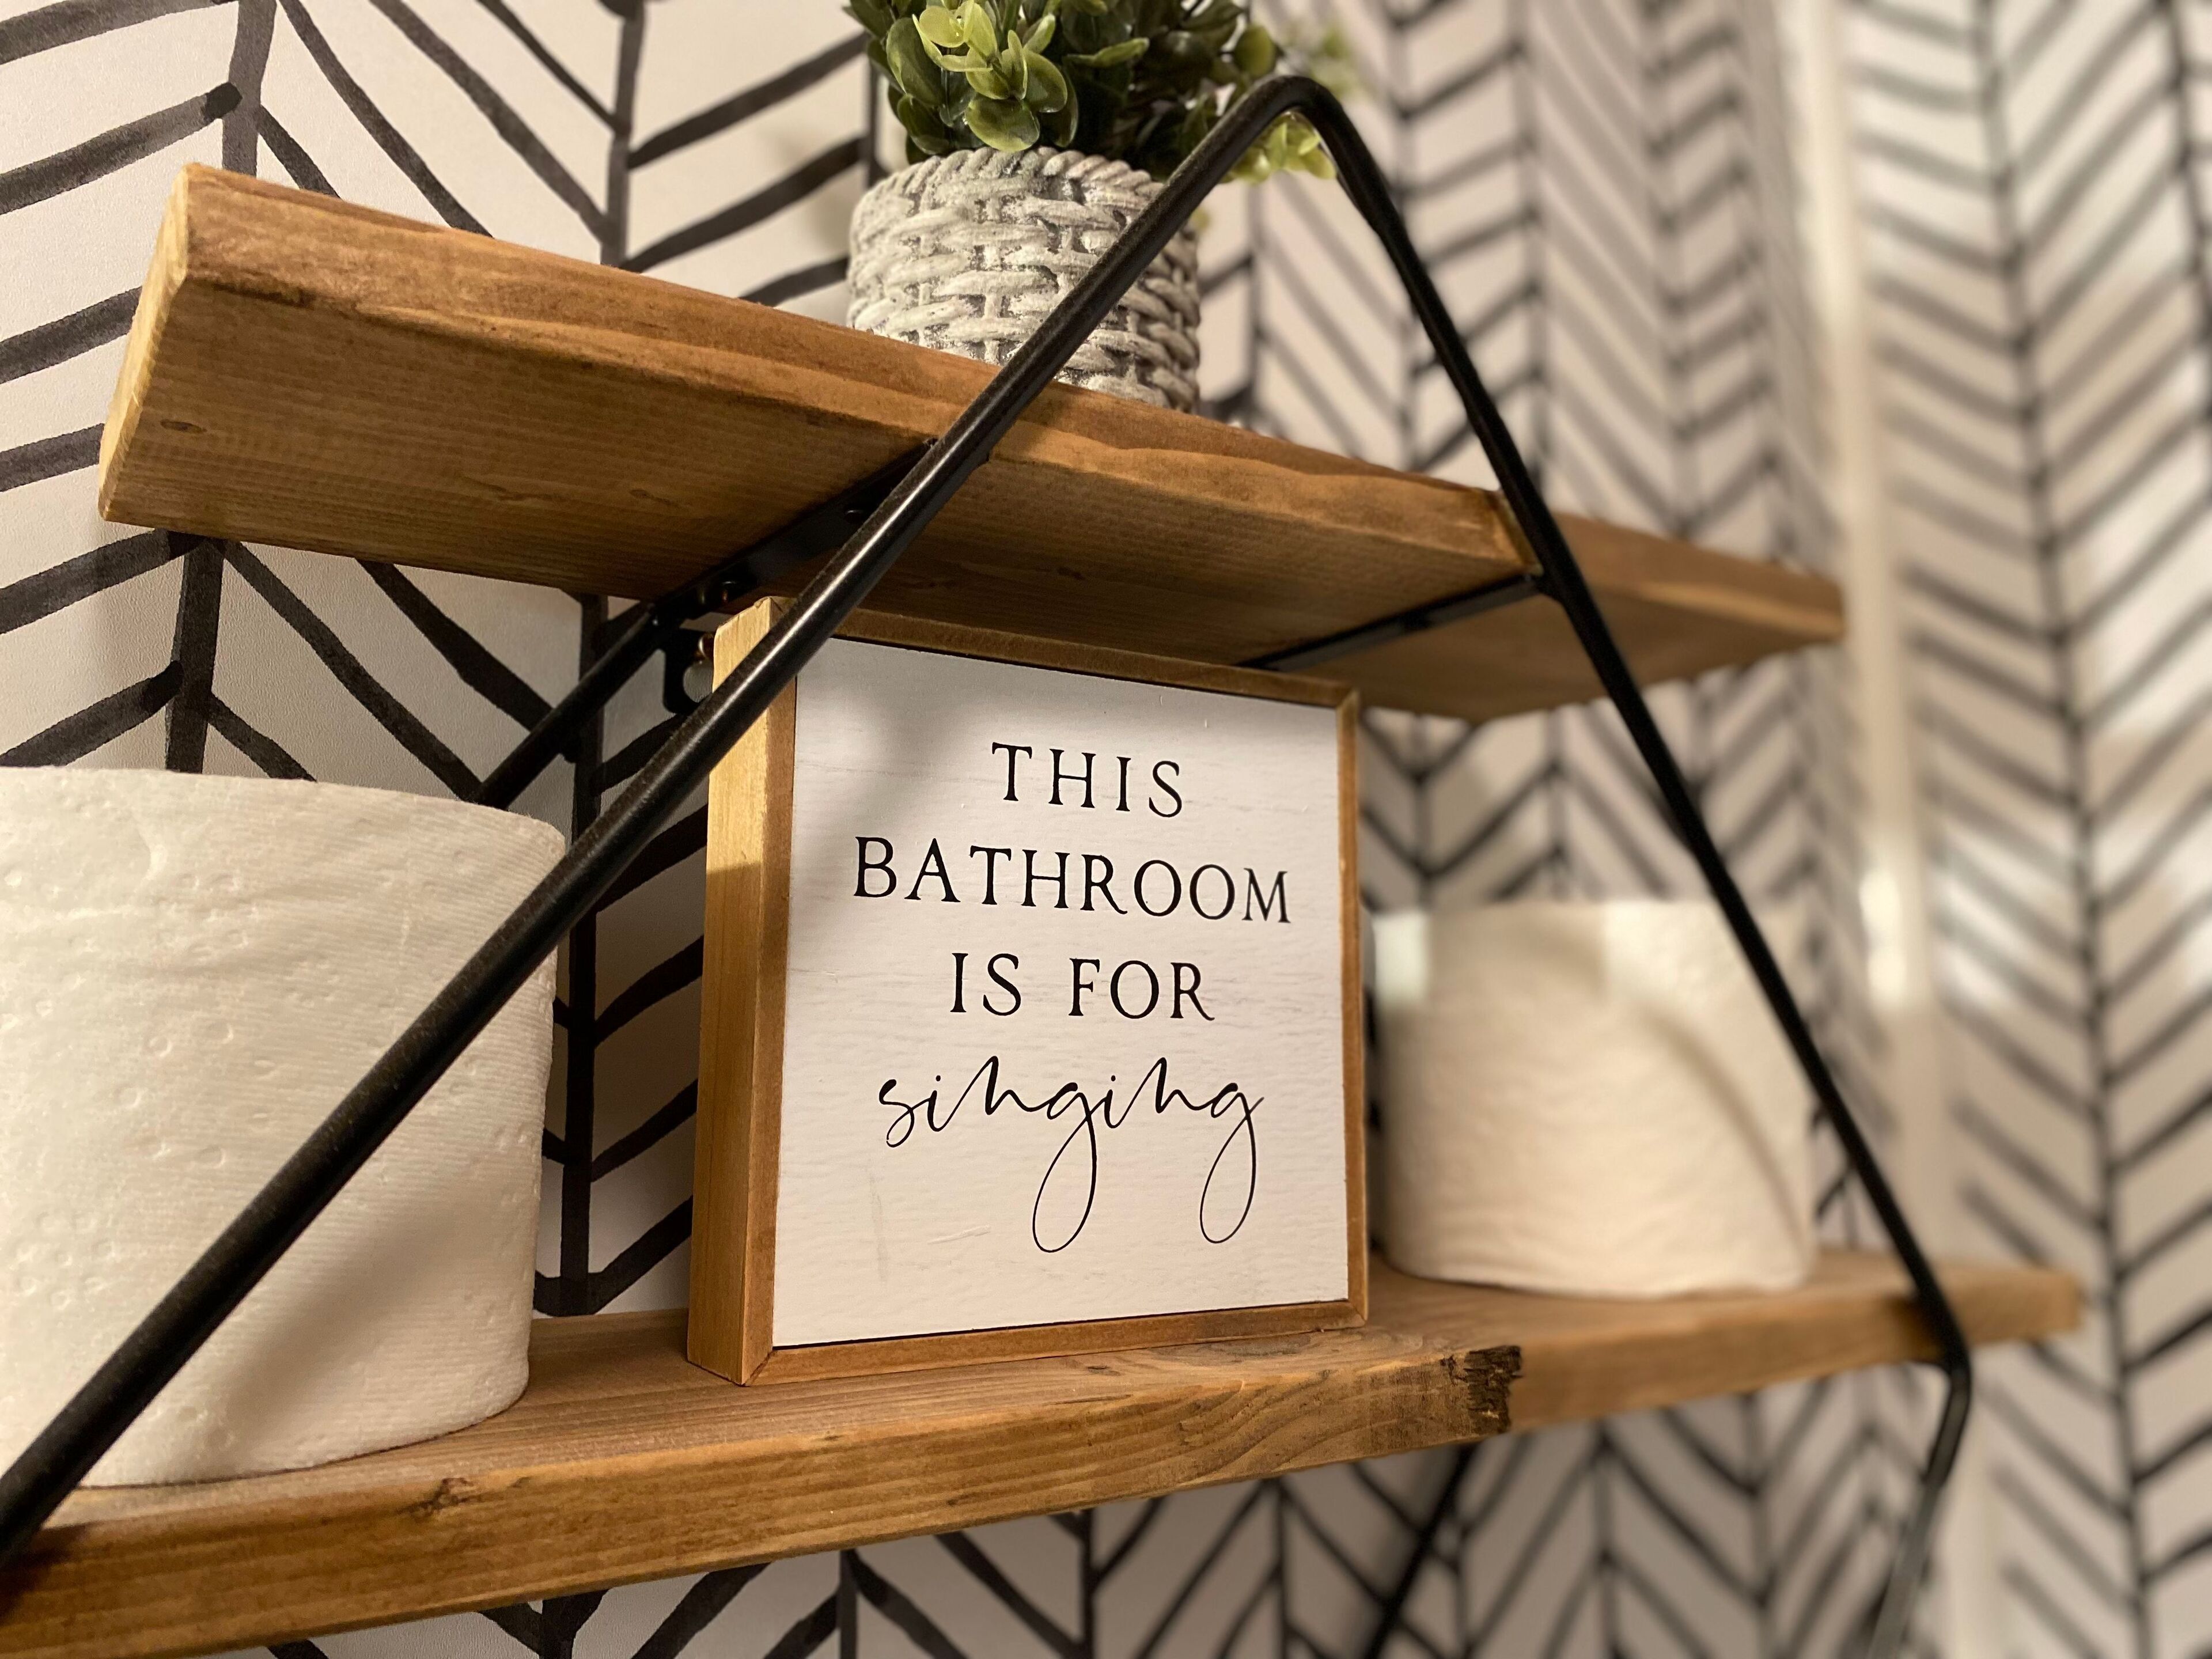 THIS
BATHROOM
IS FOR
singing